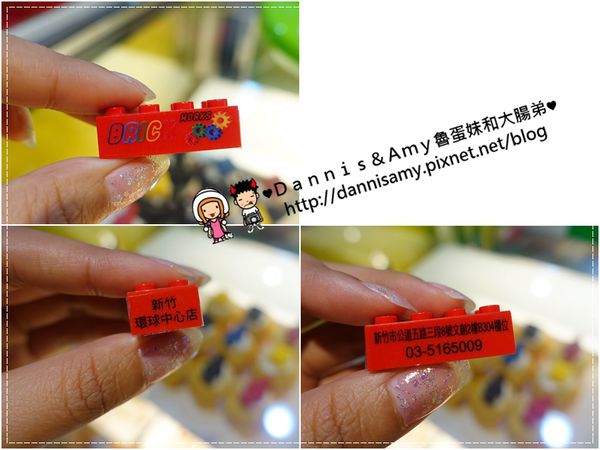 BRICK WORKS
♥Dannis&Amy魯蛋妹和大腸弟♥
http://dannisamy.pixnet.net/blog
新竹
環球中心店
新竹市公道五路三段8號文創2樓B304櫃位
03-5165009